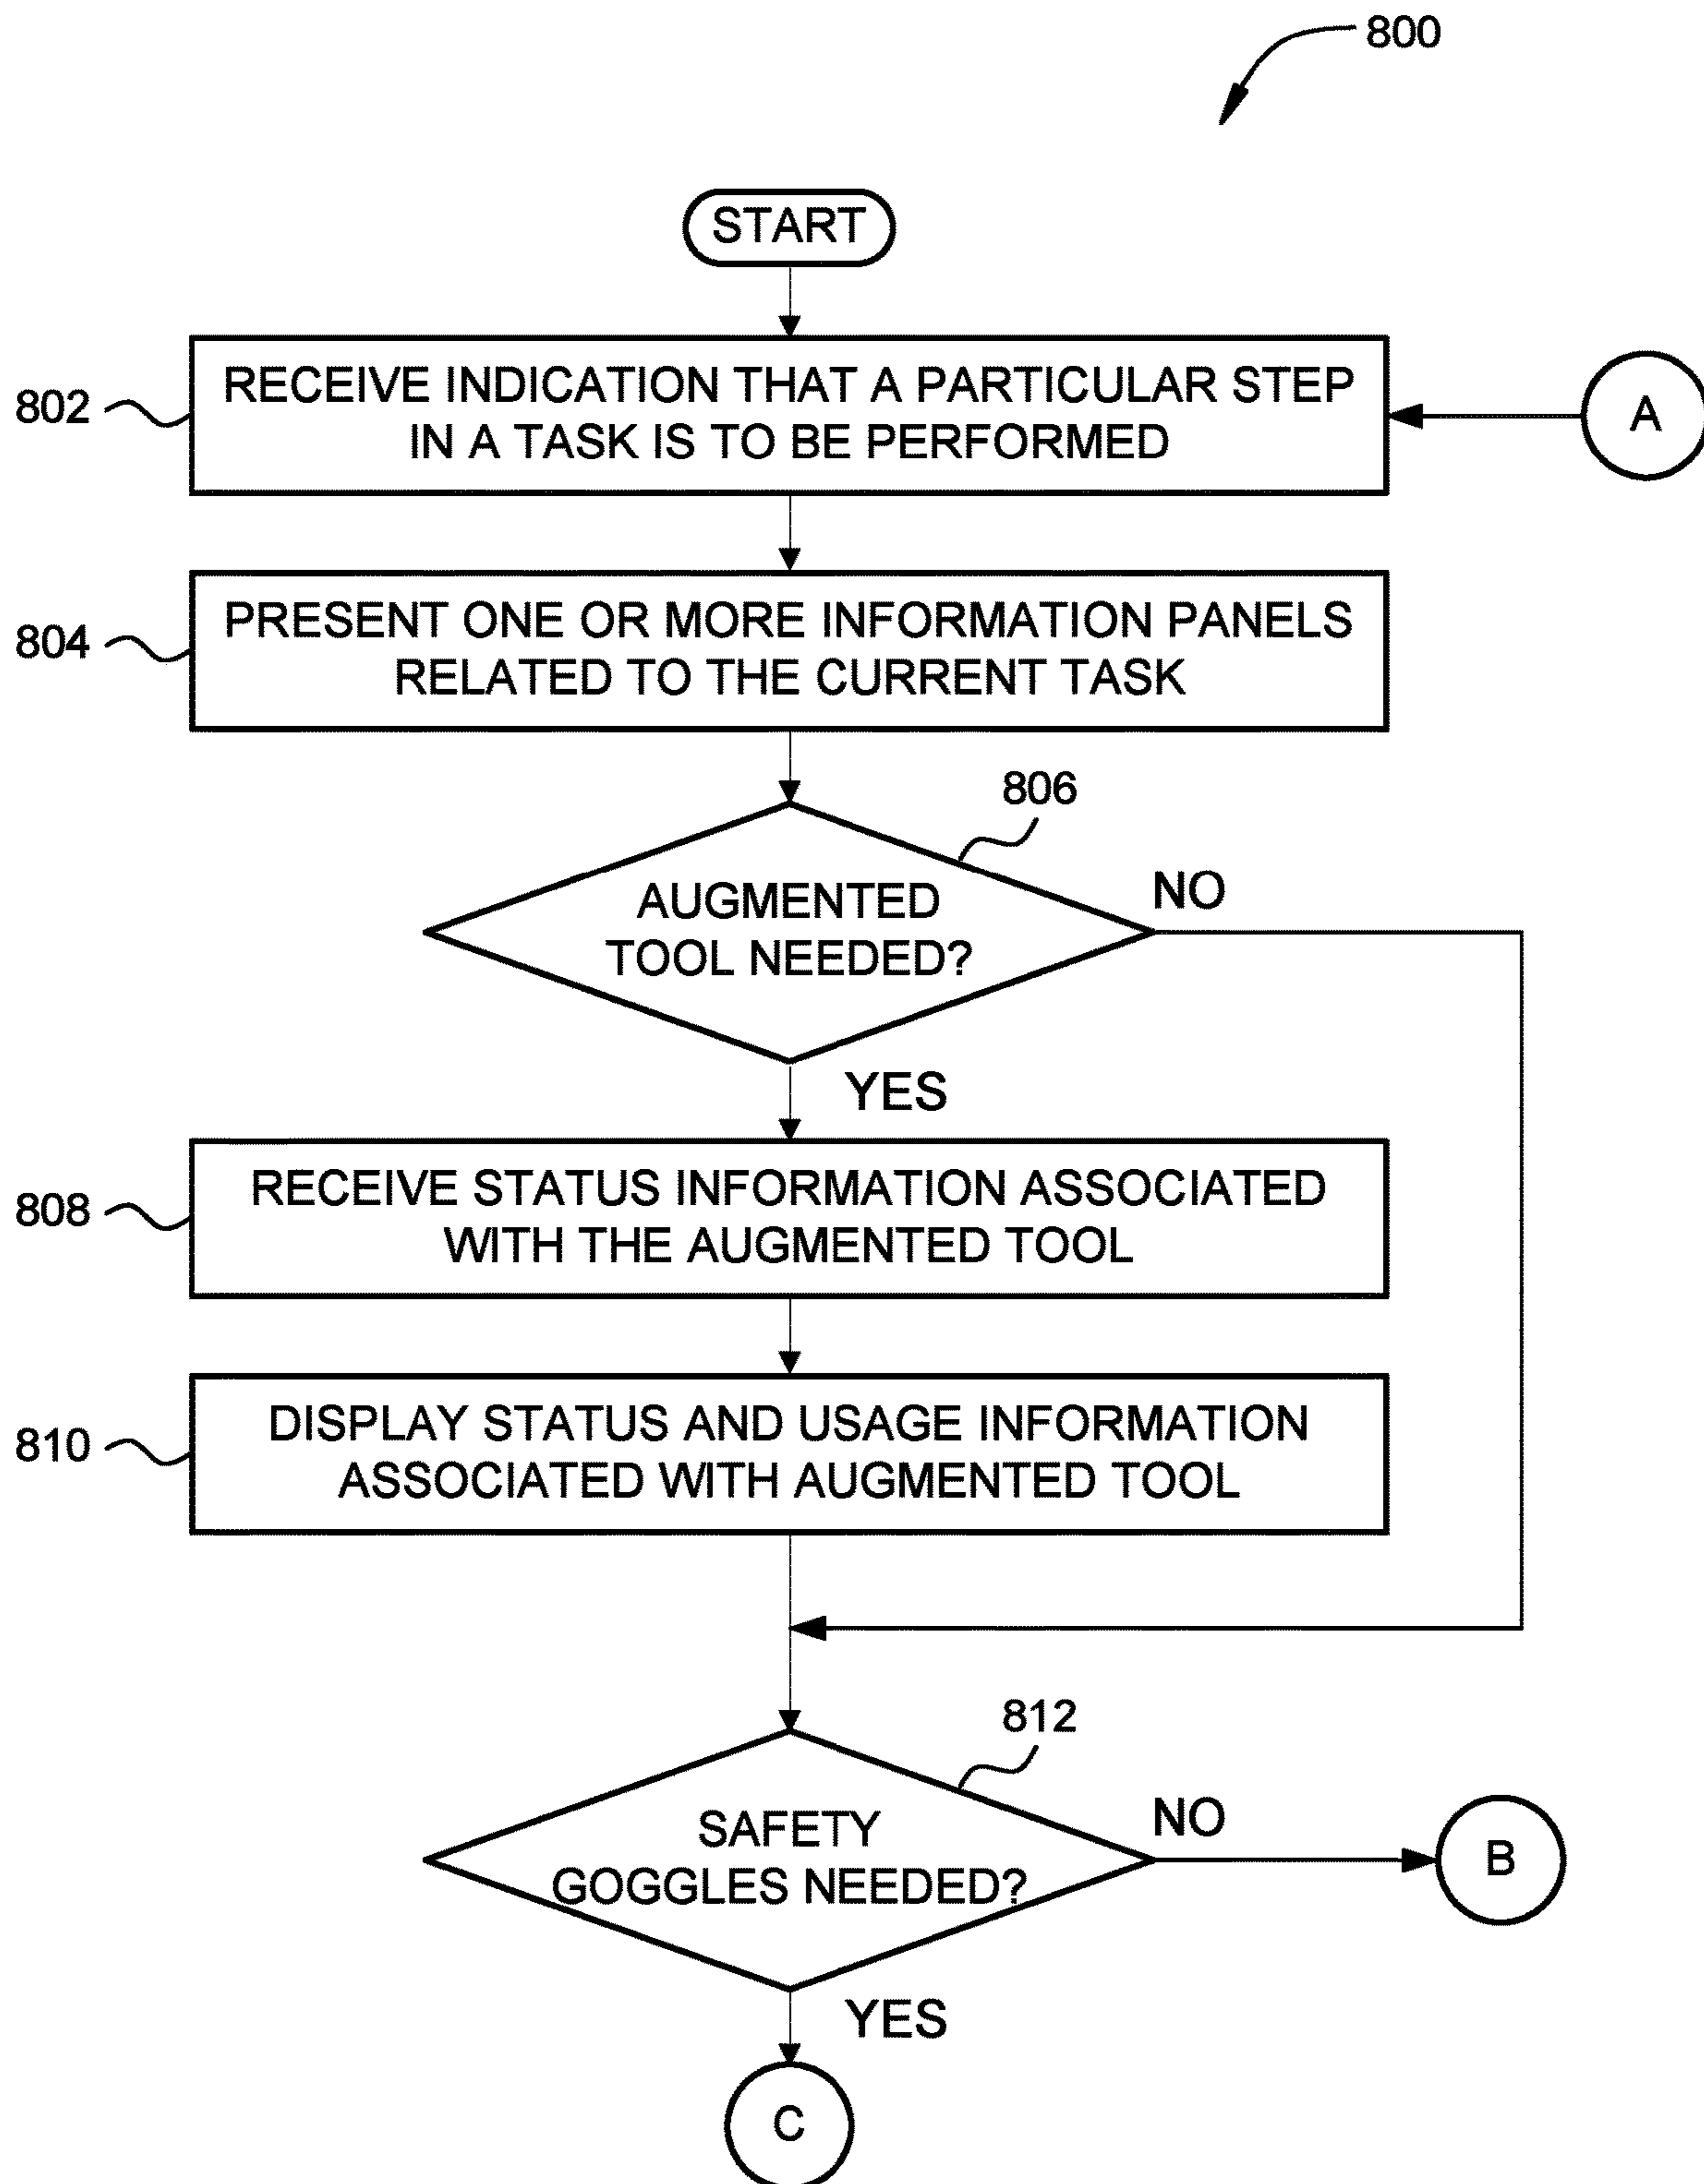 800
START
802
RECEIVE INDICATION THAT A PARTICULAR STEP
IN A TASK IS TO BE PERFORMED
A
804
PRESENT ONE OR MORE INFORMATION PANELS
RELATED TO THE CURRENT TASK
806
AUGMENTED
TOOL NEEDED?
NO
YES
808
RECEIVE STATUS INFORMATION ASSOCIATED
WITH THE AUGMENTED TOOL
810
DISPLAY STATUS AND USAGE INFORMATION
ASSOCIATED WITH AUGMENTED TOOL
812
SAFETY
GOGGLES NEEDED?
NO
B
YES
C